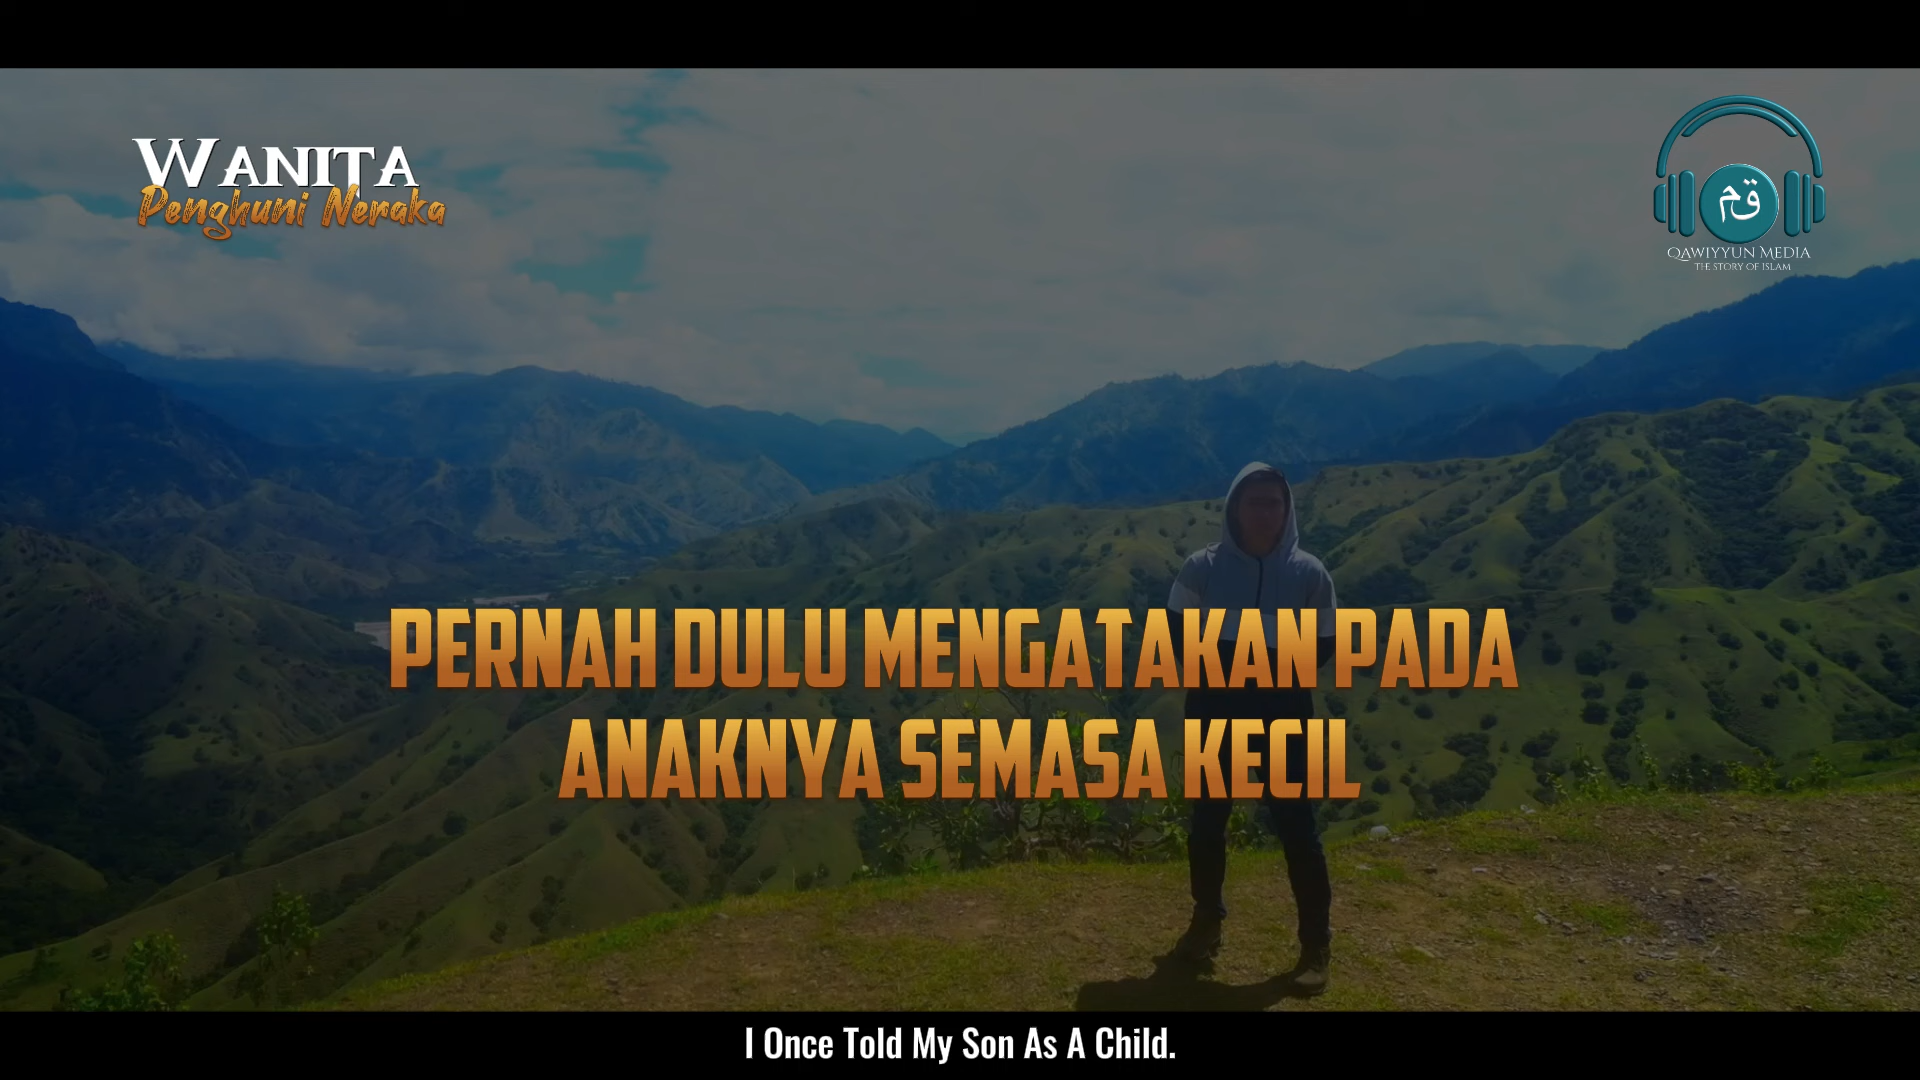 WANITA
Penghuni Neraka
قم
QAWIYYUN MEDIA
THE STORY OF ISLAM
PERNAH DULU MENGATAKAN PADA
ANAKNYA SEMASA KECIL
I Once Told My Son As A Child.